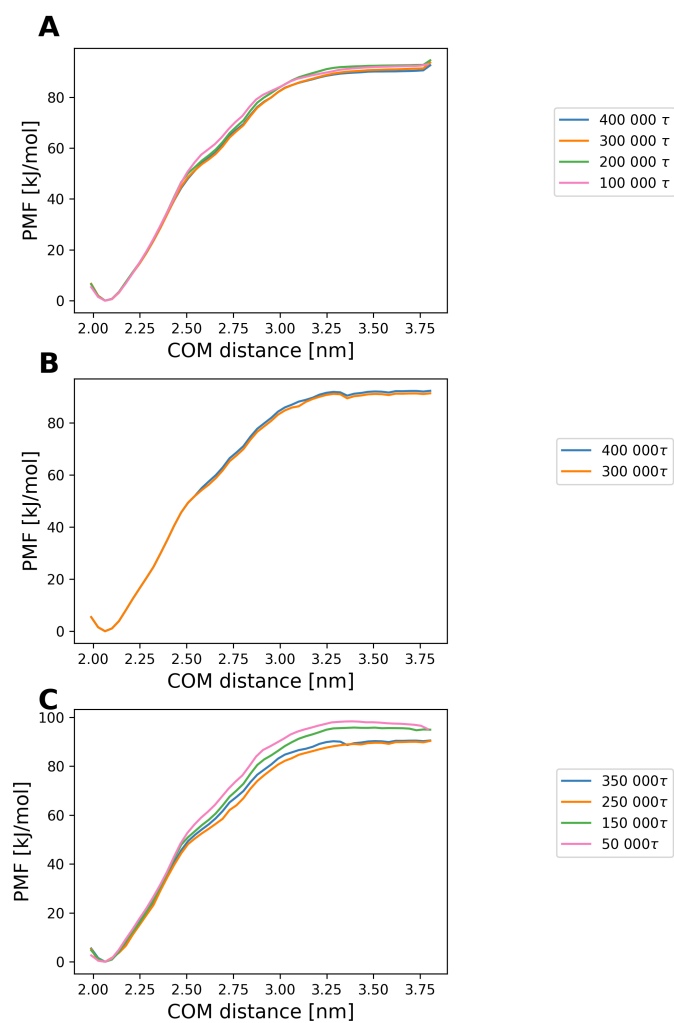 A
80
60
40
20
0
PMF [kJ/mol]
2.00 2.25 2.50 2.75 3.00 3.25 3.50 3.75
COM distance [nm]
400 000 τ
300 000 τ
200 000 τ
100 000 τ
B
80
60
40
20
0
PMF [kJ/mol]
2.00 2.25 2.50 2.75 3.00 3.25 3.50 3.75
COM distance [nm]
400 000τ
300 000τ
C
100
80
60
40
20
0
PMF [kJ/mol]
2.00 2.25 2.50 2.75 3.00 3.25 3.50 3.75
COM distance [nm]
350 000τ
250 000τ
150 000τ
50 000τ